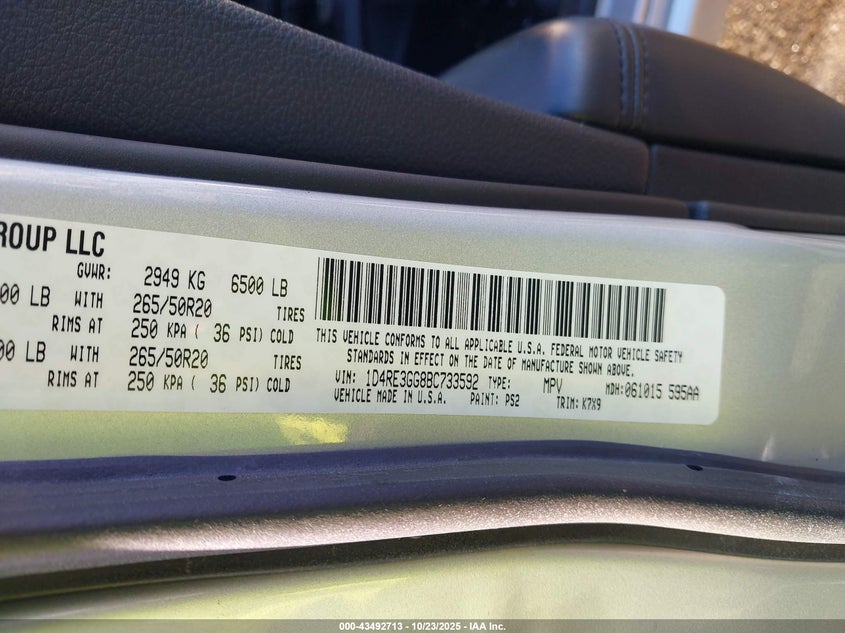 ROUP LLC
GVWR: 2949 KG 6500 LB
00 LB WITH 265/50R20 TIRES
RIMS AT 250 KPA ( 36 PSI) COLD
00 LB WITH 265/50R20 TIRES
RIMS AT 250 KPA ( 36 PSI) COLD
THIS VEHICLE CONFORMS TO ALL APPLICABLE U.S.A. FEDERAL MOTOR VEHICLE SAFETY
STANDARDS IN EFFECT ON THE DATE OF MANUFACTURE SHOWN ABOVE.
VIN: 1D4RE3GG8BC733592 TYPE: MPV MDH:061015 595AA
VEHICLE MADE IN U.S.A. PAINT: PS2 TRIM: K7X9
000-43492713 - 10/23/2025 - IAA Inc.